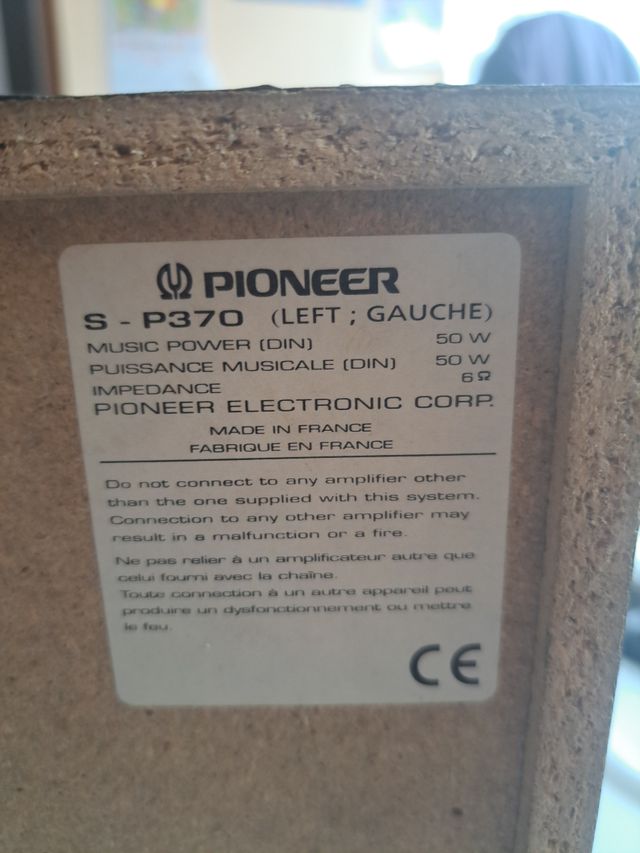 PIONEER
S - P370 (LEFT ; GAUCHE)
MUSIC POWER (DIN) 50 W
PUISSANCE MUSICALE (DIN) 50 W
IMPEDANCE 6 Ω
PIONEER ELECTRONIC CORP.
MADE IN FRANCE
FABRIQUE EN FRANCE
Do not connect to any amplifier other
than the one supplied with this system.
Connection to any other amplifier may
result in a malfunction or a fire.
Ne pas relier à un amplificateur autre que
celui fourni avec la chaîne.
Toute connection à un autre appareil peut
produire un dysfonctionnement ou mettre
le feu.
CE